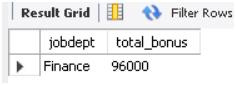 Result Grid Filter Rows
jobdept total_bonus
Finance 96000